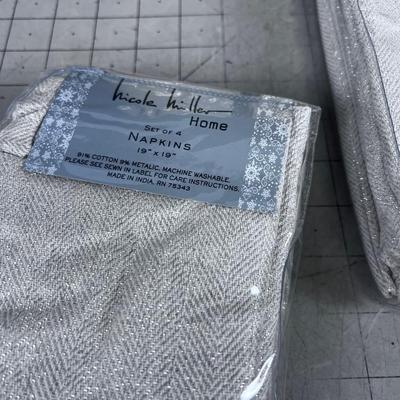 nicole miller
Home
SET OF 4
NAPKINS
19" x 19"
91% COTTON 9% METALIC. MACHINE WASHABLE.
PLEASE SEE SEWN IN LABEL FOR CARE INSTRUCTIONS.
MADE IN INDIA, RN 75343